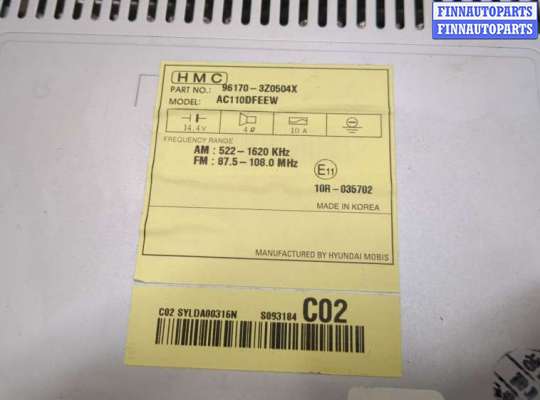 FINNAUTOPARTS
FINNAUTOPARTS
HMC
PART NO.: 96170-3Z0504X
MODEL: AC110DFEEW
14.4V 4Ω 10 A
FREQUENCY RANGE
AM : 522-1620 KHz
FM : 87.5-108.0 MHz
E11
10R-035702
MADE IN KOREA
MANUFACTURED BY HYUNDAI MOBIS
C02 SYLDA00316N S093184 C02